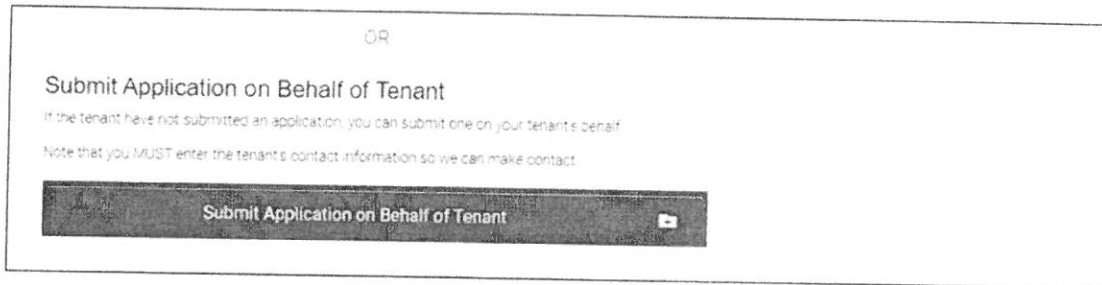 OR
Submit Application on Behalf of Tenant
If the tenant have not submitted an application, you can submit one on your tenant's behalf
Note that you MUST enter the tenant's contact information so we can make contact
Submit Application on Behalf of Tenant